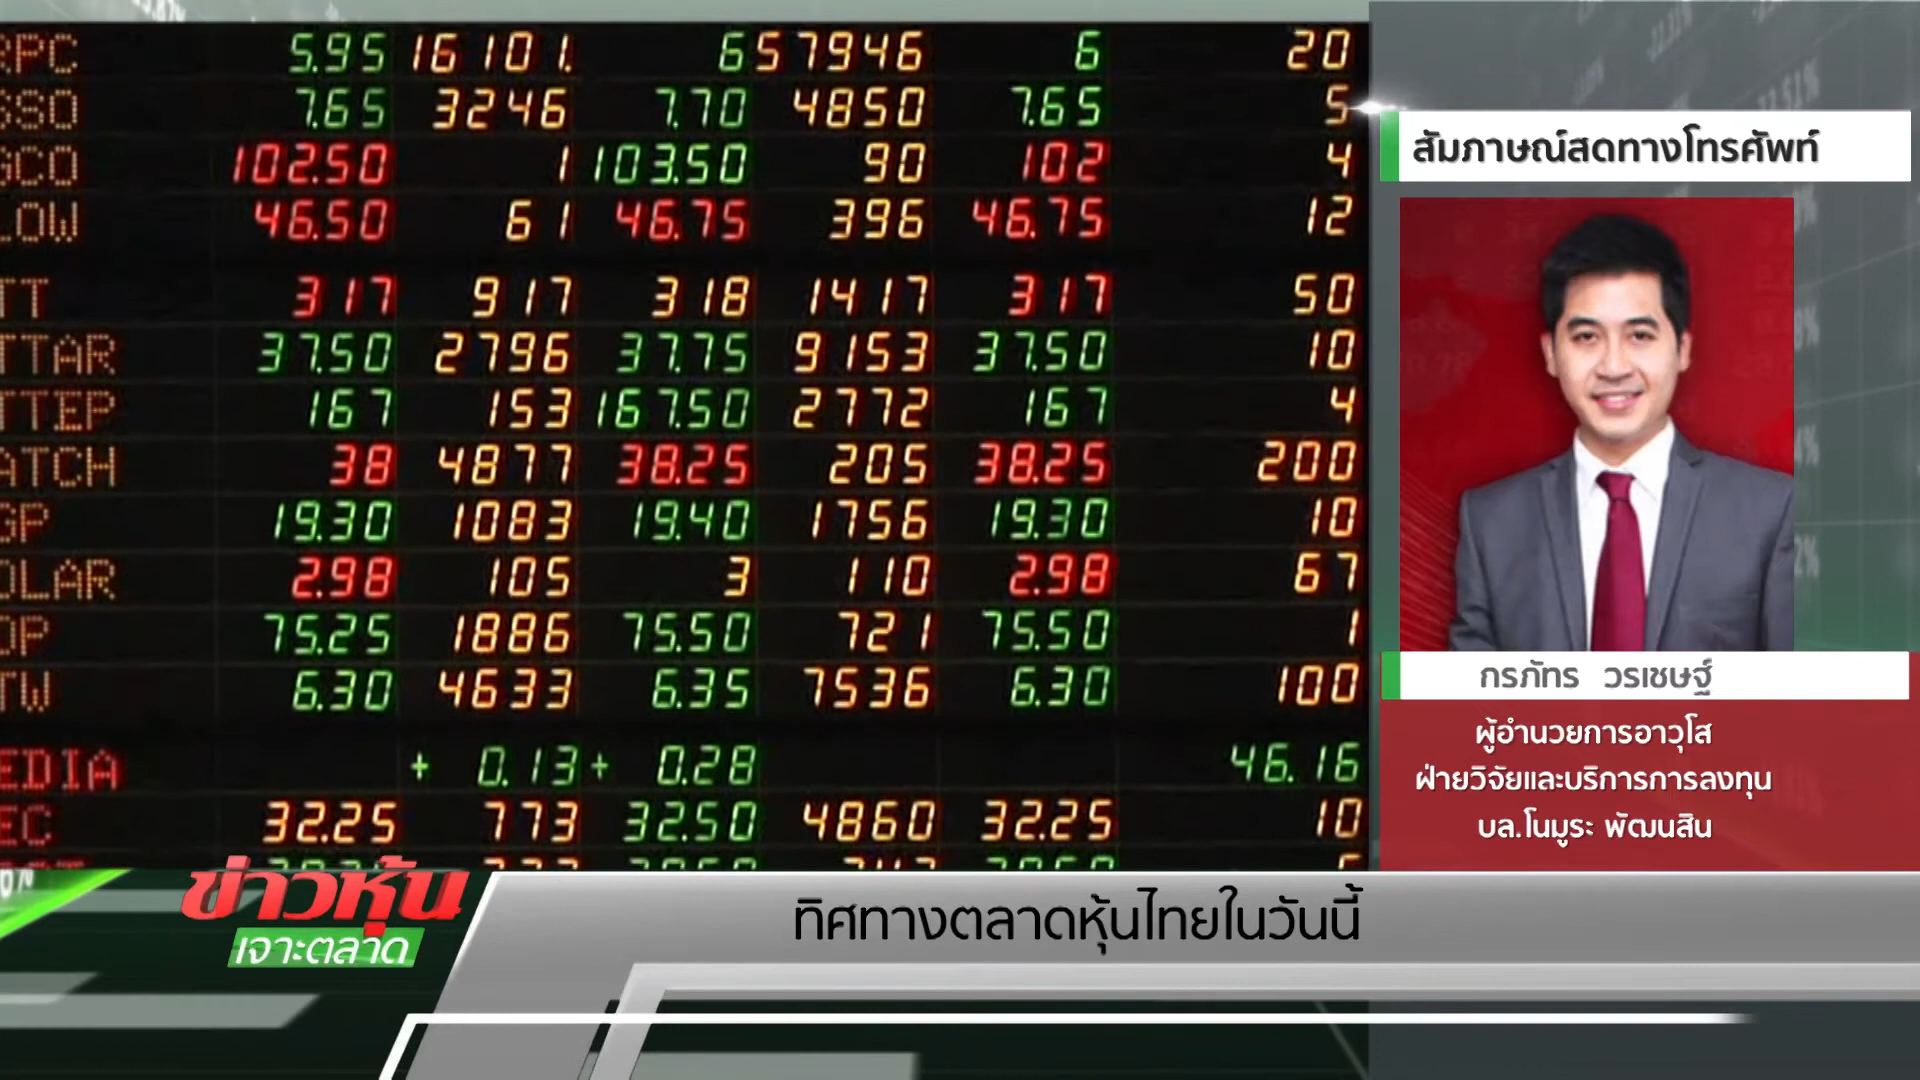 RPC 5.95 16101. 6 657946 6 20
SSO 7.65 3246 7.70 4850 7.65 5
GCO 102.50 1 103.50 90 102 4
LOW 46.50 61 46.75 396 46.75 12
TT 317 917 318 1417 317 50
TTAR 37.50 2796 37.75 9153 37.50 10
TTEP 167 153 167.50 2772 167 4
ATCH 38 4877 38.25 205 38.25 200
GP 19.30 1083 19.40 1756 19.30 10
OLAR 2.98 105 3 110 2.98 67
OP 75.25 1886 75.50 721 75.50 1
TW 6.30 4633 6.35 7536 6.30 100
EDIA + 0.13 + 0.28 46.16
EC 32.25 773 32.50 4860 32.25 10
สัมภาษณ์สดทางโทรศัพท์
กรภัทร วรเชษฐ์
ผู้อำนวยการอาวุโส
ฝ่ายวิจัยและบริการการลงทุน
บล.โนมูระ พัฒนสิน
ข่าวหุ้น
เจาะตลาด
ทิศทางตลาดหุ้นไทยในวันนี้